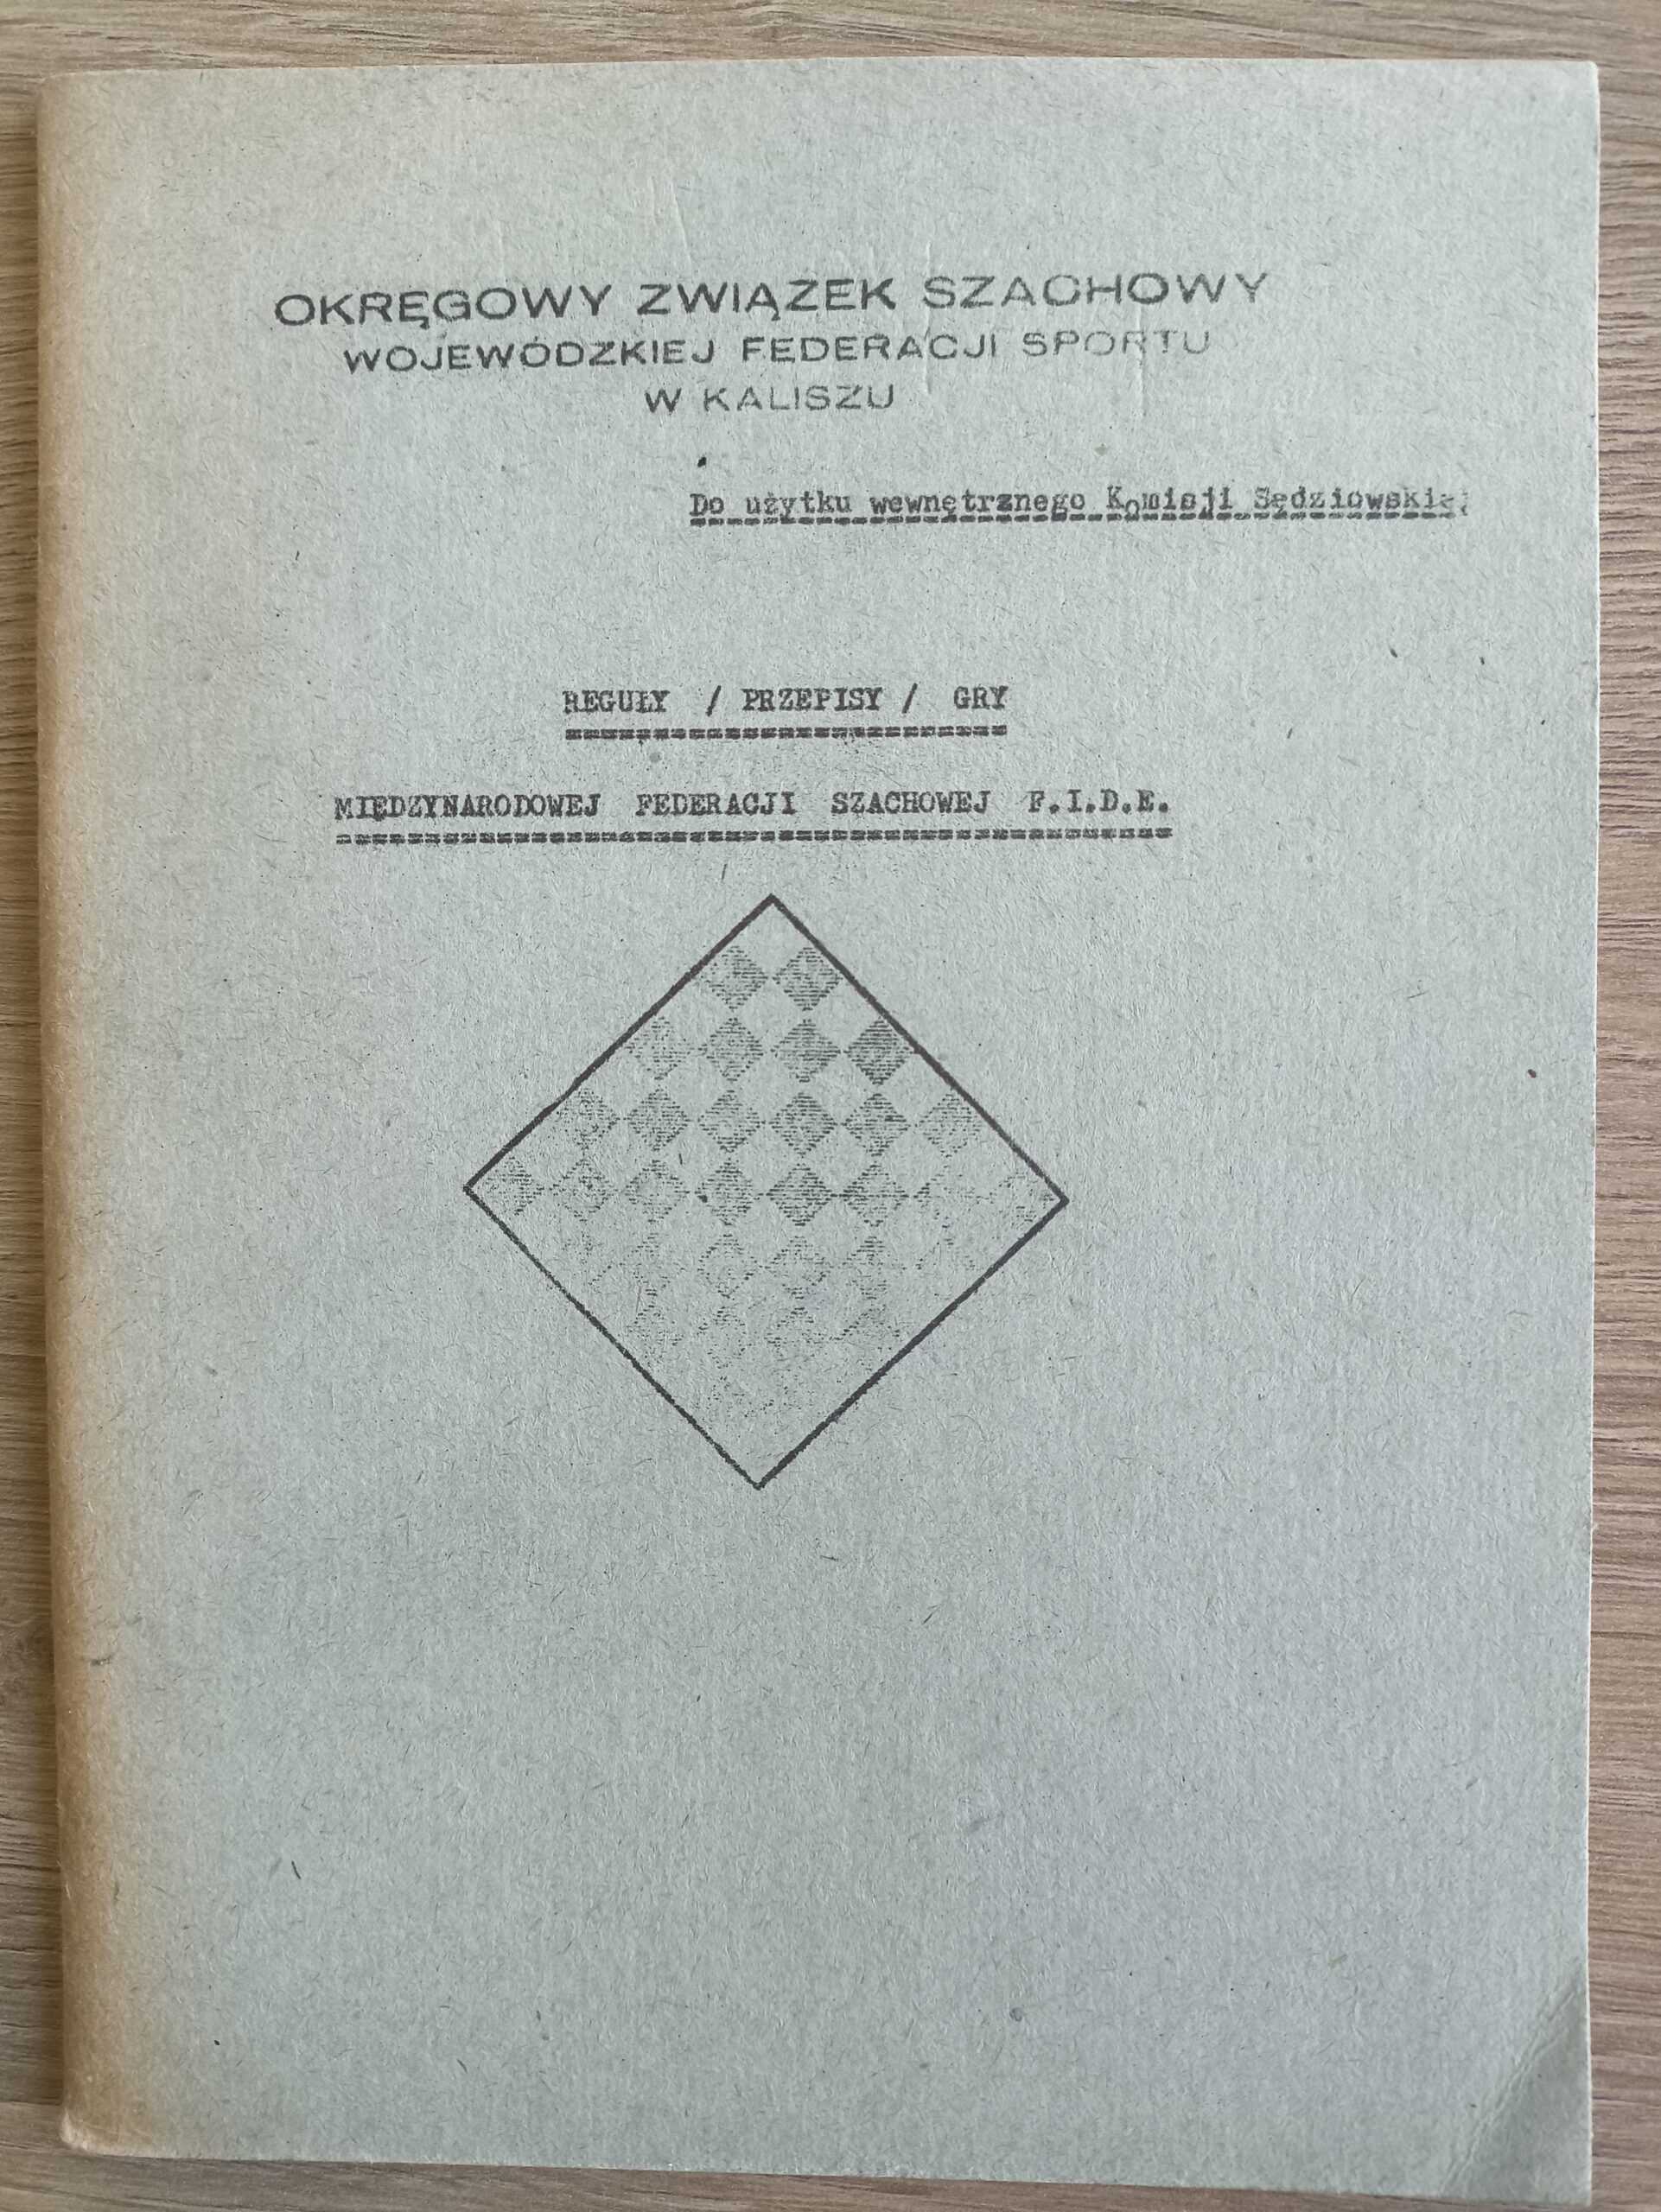 OKRĘGOWY ZWIĄZEK SZACHOWY
WOJEWÓDZKIEJ FEDERACJI SPORTU
W KALISZU
Do użytku wewnętrznego Komisji Sędziowskiej
REGUŁY / PRZEPISY / GRY
MIĘDZYNARODOWEJ FEDERACJI SZACHOWEJ F.I.D.E.